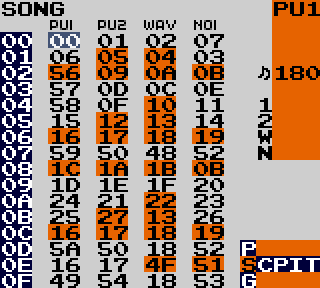 SONG PU1
PU1 PU2 WAV NOI
00 00 01 02 07
01 06 05 04 03
02 56 09 0A 0B ♫180
03 57 0D 0C 0E
04 58 0F 10 11 1
05 15 12 13 14 2
06 16 17 18 19 W
07 59 50 48 52 N
08 1C 1A 1B 0B
09 1D 1E 1F 20
0A 24 21 22 23
0B 25 27 13 26
0C 16 17 18 19
0D 5A 50 18 52 P
0E 16 17 4F 51 SCPIT
0F 49 54 18 53 G